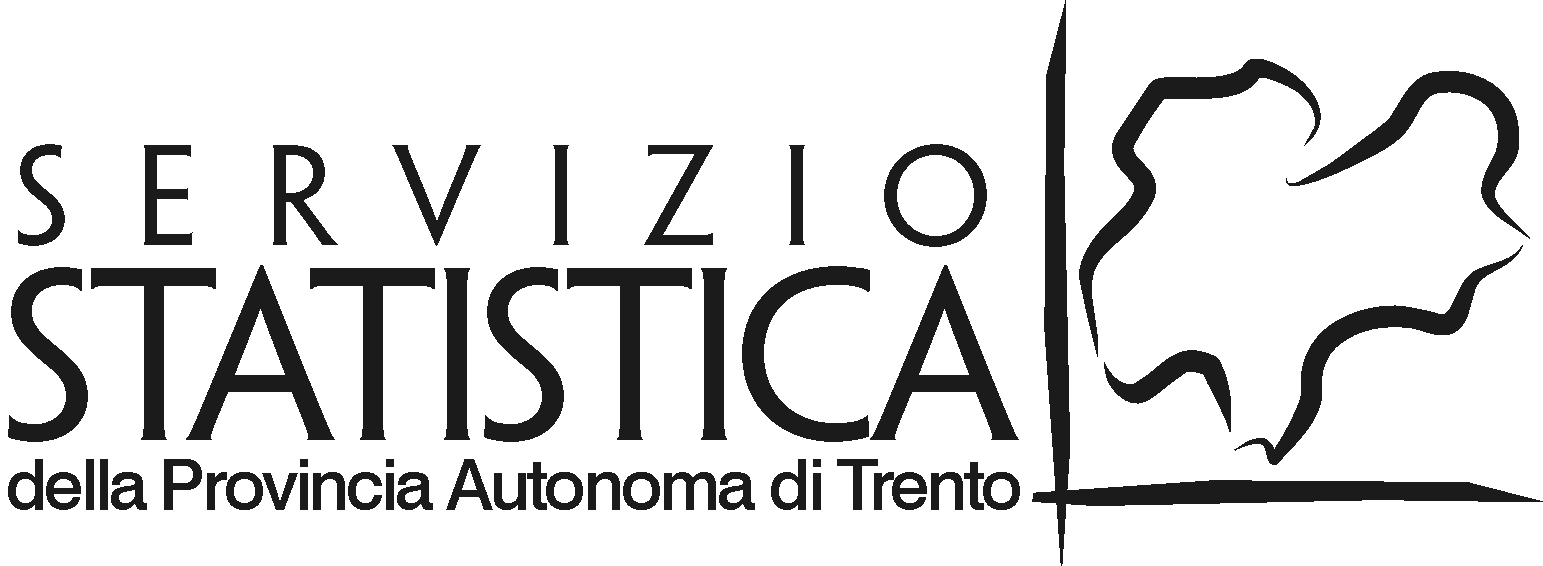 SERVIZIO
STATISTICA
della Provincia Autonoma di Trento